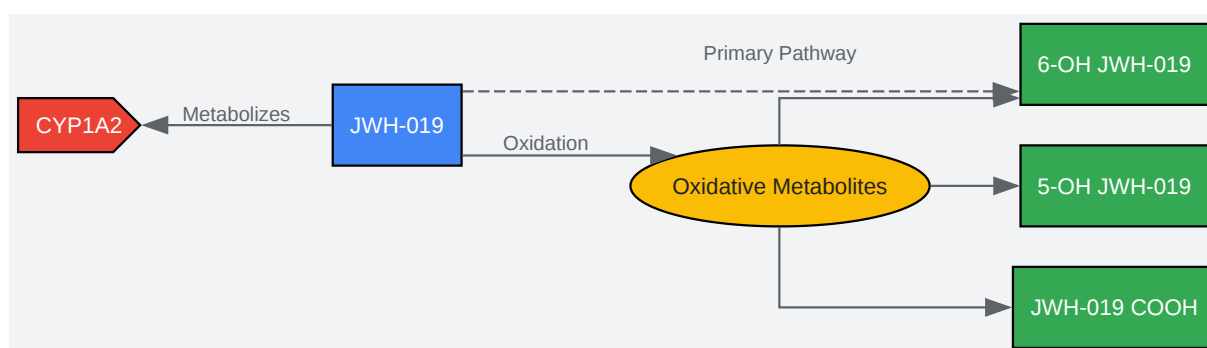 Primary Pathway
6-OH JWH-019
CYP1A2
Metabolizes
JWH-019
Oxidation
Oxidative Metabolites
5-OH JWH-019
JWH-019 COOH